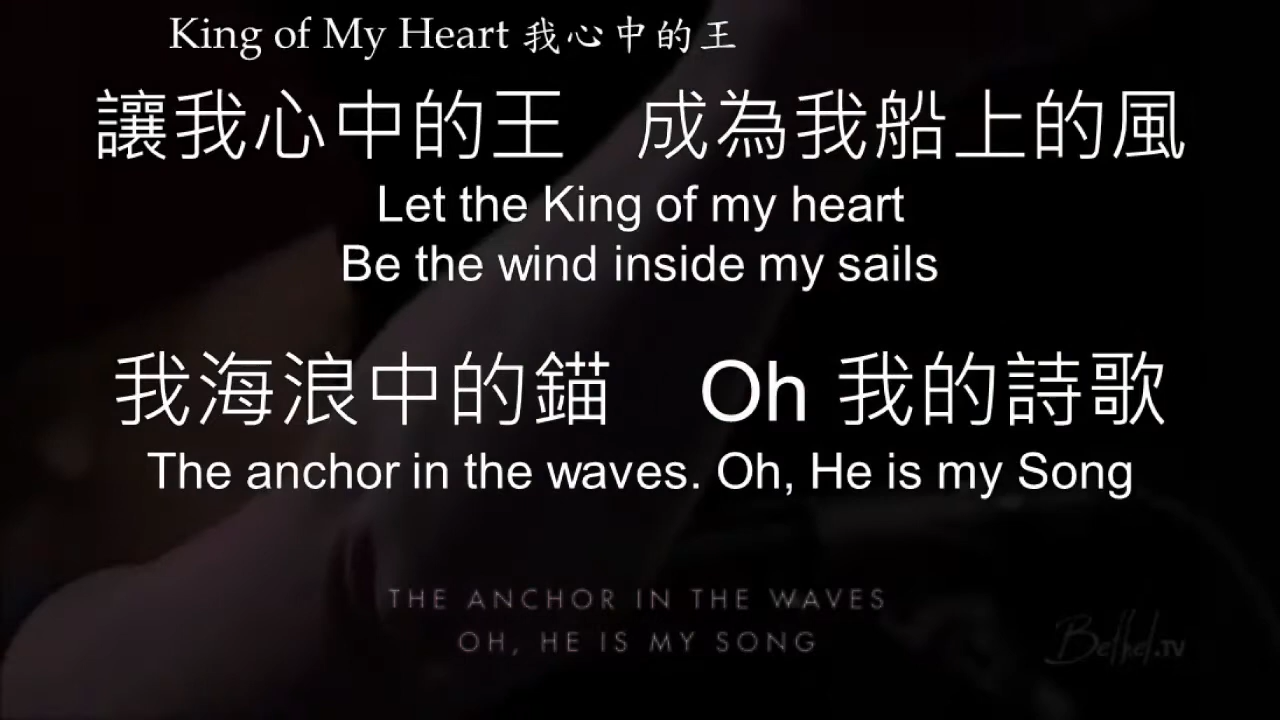 King of My Heart 我心中的王
讓我心中的王 成為我船上的風
Let the King of my heart
Be the wind inside my sails
我海浪中的錨 Oh 我的詩歌
The anchor in the waves. Oh, He is my Song
THE ANCHOR IN THE WAVES
OH, HE IS MY SONG
Bethel.TV